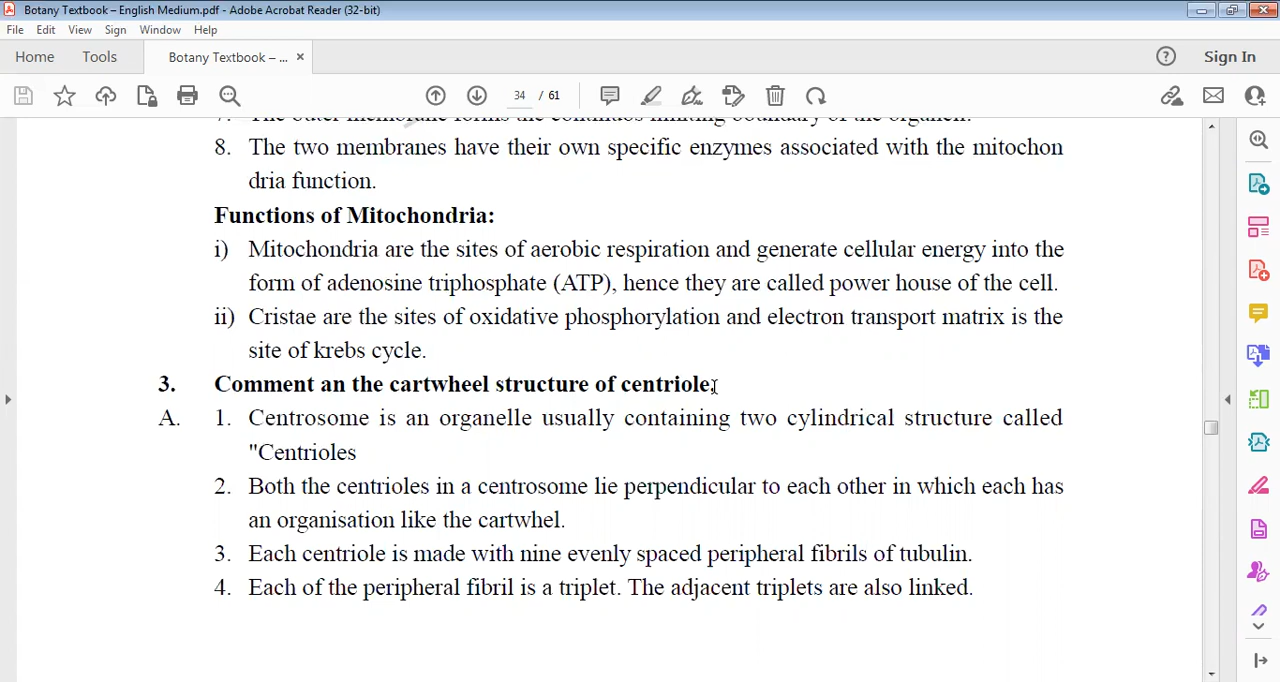 Botany Textbook – English Medium.pdf - Adobe Acrobat Reader (32-bit)
File Edit View Sign Window Help
Home Tools Botany Textbook – ... × Sign In
34 / 61
7. The outer membrane forms the continuos limiting boundary of the organell.
8. The two membranes have their own specific enzymes associated with the mitochon
dria function.
Functions of Mitochondria:
i) Mitochondria are the sites of aerobic respiration and generate cellular energy into the
form of adenosine triphosphate (ATP), hence they are called power house of the cell.
ii) Cristae are the sites of oxidative phosphorylation and electron transport matrix is the
site of krebs cycle.
3. Comment an the cartwheel structure of centriole.
A. 1. Centrosome is an organelle usually containing two cylindrical structure called
"Centrioles
2. Both the centrioles in a centrosome lie perpendicular to each other in which each has
an organisation like the cartwhel.
3. Each centriole is made with nine evenly spaced peripheral fibrils of tubulin.
4. Each of the peripheral fibril is a triplet. The adjacent triplets are also linked.